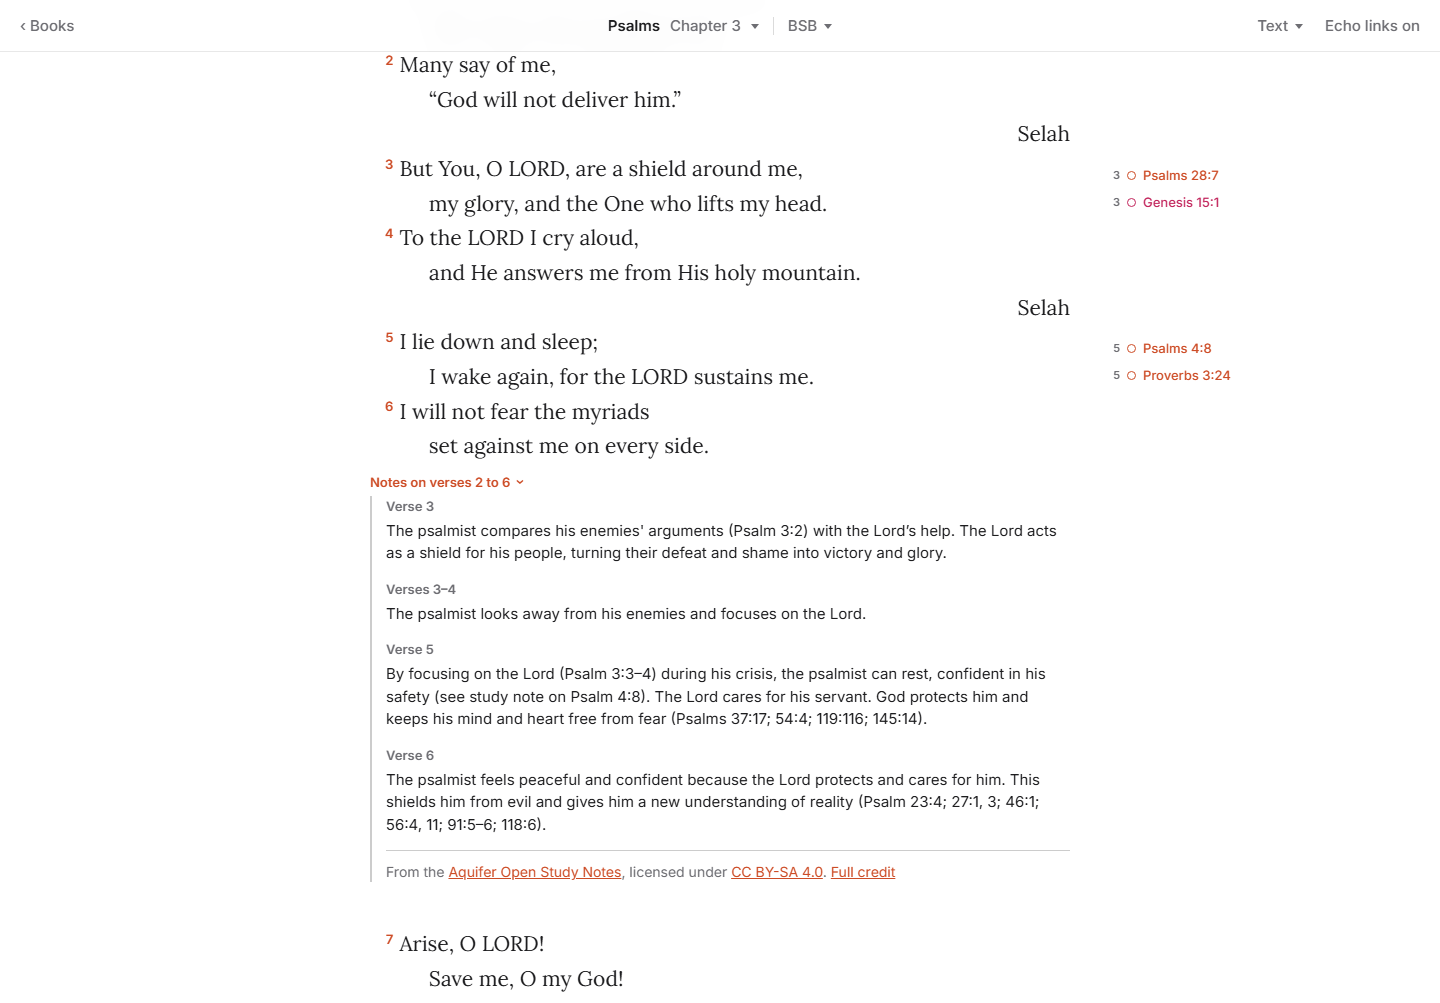 ‹ Books
Psalms Chapter 3
BSB
Text
Echo links on
2 Many say of me,
“God will not deliver him.”
Selah
3 But You, O LORD, are a shield around me,
my glory, and the One who lifts my head.
3 Psalms 28:7
3 Genesis 15:1
4 To the LORD I cry aloud,
and He answers me from His holy mountain.
Selah
5 I lie down and sleep;
I wake again, for the LORD sustains me.
5 Psalms 4:8
5 Proverbs 3:24
6 I will not fear the myriads
set against me on every side.
Notes on verses 2 to 6
Verse 3
The psalmist compares his enemies' arguments (Psalm 3:2) with the Lord’s help. The Lord acts
as a shield for his people, turning their defeat and shame into victory and glory.
Verses 3–4
The psalmist looks away from his enemies and focuses on the Lord.
Verse 5
By focusing on the Lord (Psalm 3:3–4) during his crisis, the psalmist can rest, confident in his
safety (see study note on Psalm 4:8). The Lord cares for his servant. God protects him and
keeps his mind and heart free from fear (Psalms 37:17; 54:4; 119:116; 145:14).
Verse 6
The psalmist feels peaceful and confident because the Lord protects and cares for him. This
shields him from evil and gives him a new understanding of reality (Psalm 23:4; 27:1, 3; 46:1;
56:4, 11; 91:5–6; 118:6).
From the Aquifer Open Study Notes, licensed under CC BY-SA 4.0. Full credit
7 Arise, O LORD!
Save me, O my God!